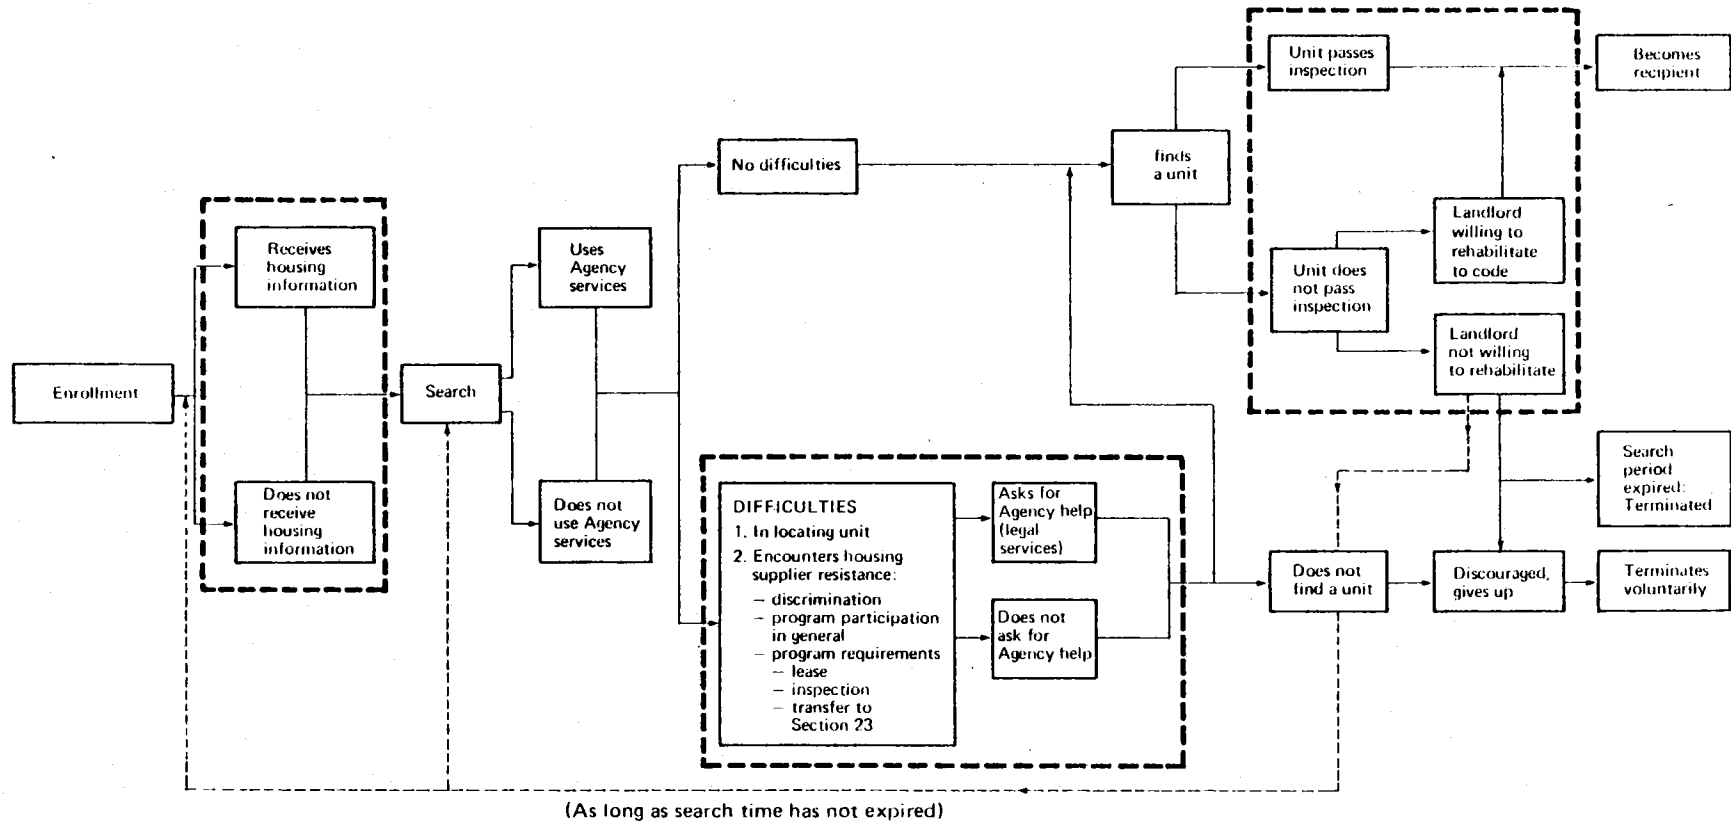 Enrollment
Receives
housing
information
Does not
receive
housing
information
Search
Uses
Agency
services
Does not
use Agency
services
No difficulties
DIFFICULTIES
1. In locating unit
2. Encounters housing
supplier resistance:
– discrimination
– program participation
in general
– program requirements
– lease
– inspection
– transfer to
Section 23
Asks for
Agency help
(legal
services)
Does not
ask for
Agency help
finds
a unit
Unit passes
inspection
Unit does
not pass
inspection
Landlord
willing to
rehabilitate
to code
Landlord
not willing
to rehabilitate
Becomes
recipient
Search
period
expired:
Terminated
Does not
find a unit
Discouraged,
gives up
Terminates
voluntarily
(As long as search time has not expired)